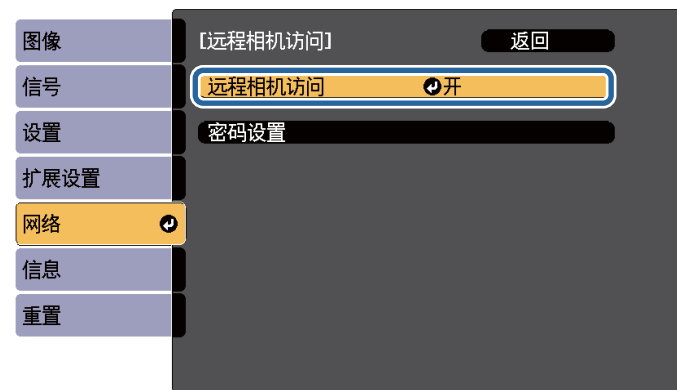 图像
信号
设置
扩展设置
网络
信息
重置
[远程相机访问]
返回
远程相机访问 开
密码设置